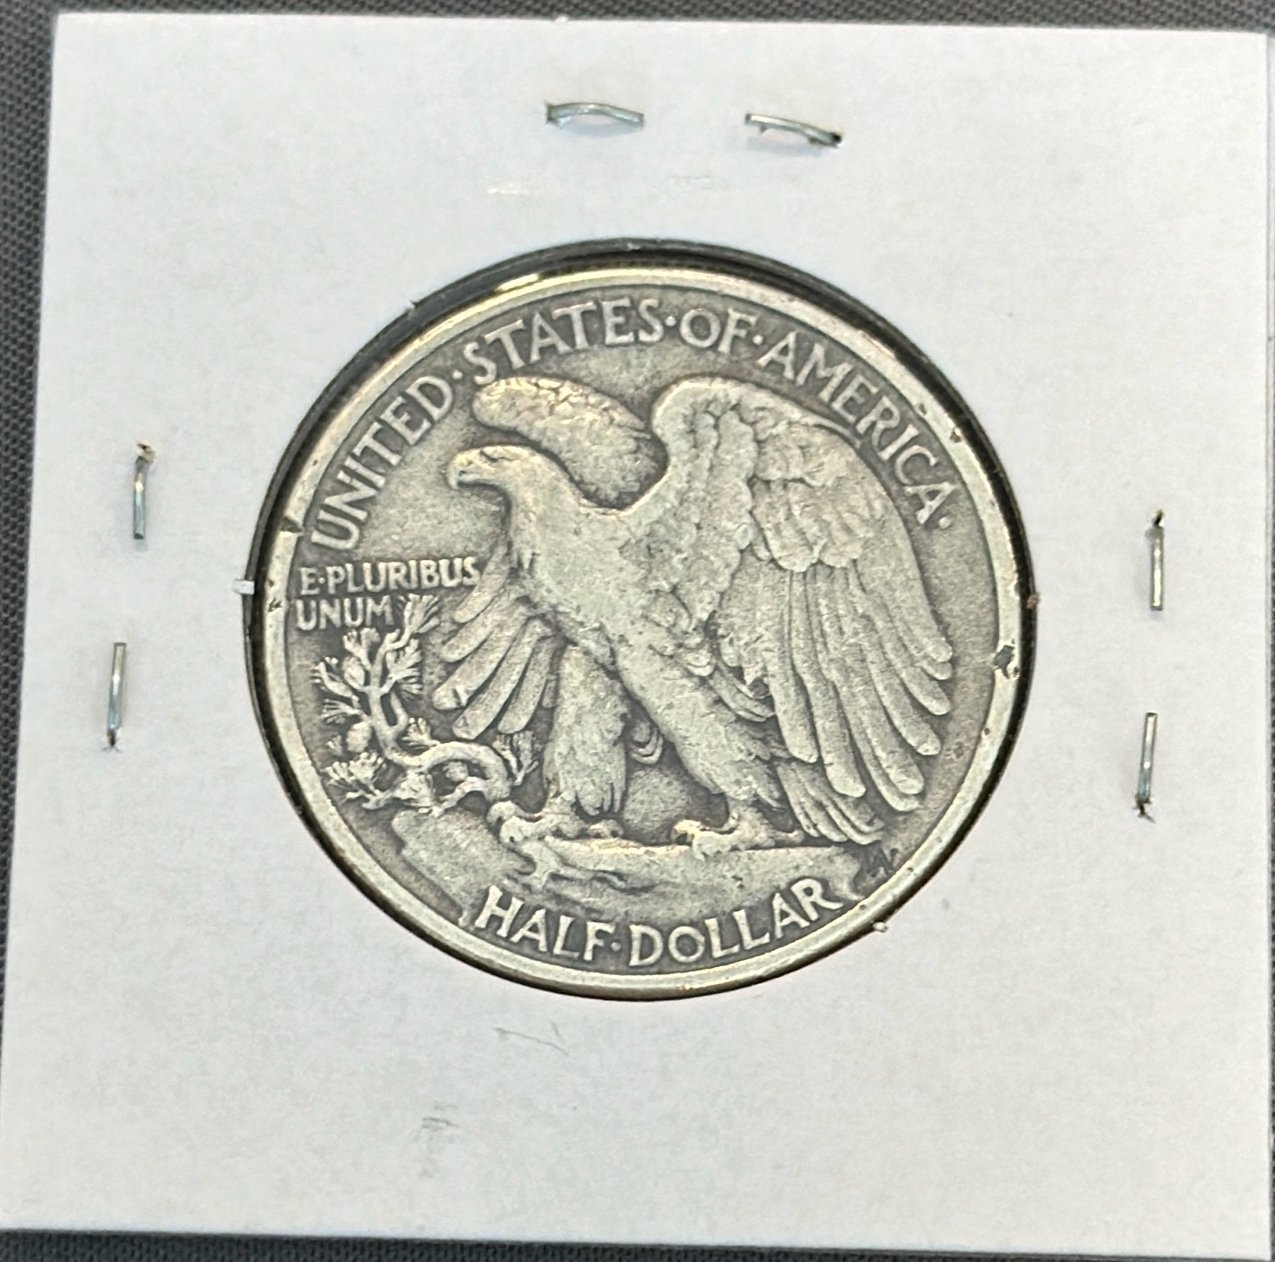 UNITED·STATES·OF·AMERICA·
E·PLURIBUS
UNUM
HALF·DOLLAR